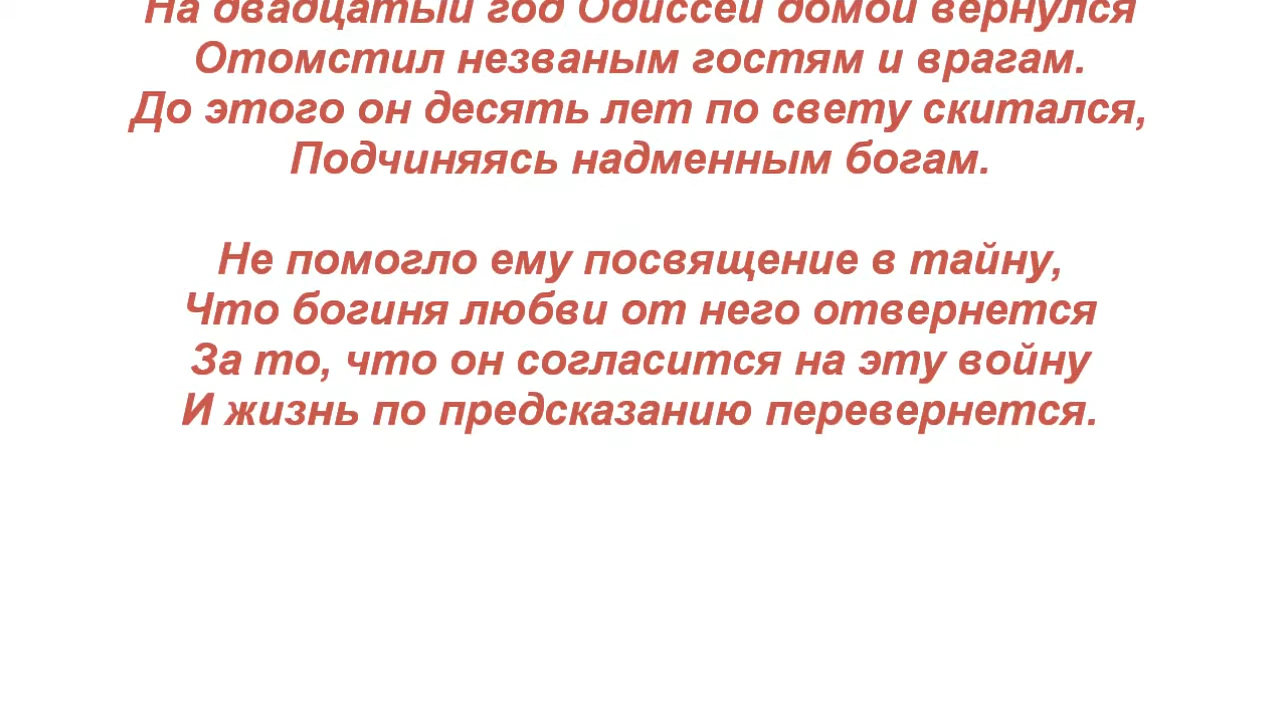 На двадцатый год Одиссей домой вернулся
Отомстил незваным гостям и врагам.
До этого он десять лет по свету скитался,
Подчиняясь надменным богам.
Не помогло ему посвящение в тайну,
Что богиня любви от него отвернется
За то, что он согласится на эту войну
И жизнь по предсказанию перевернется.